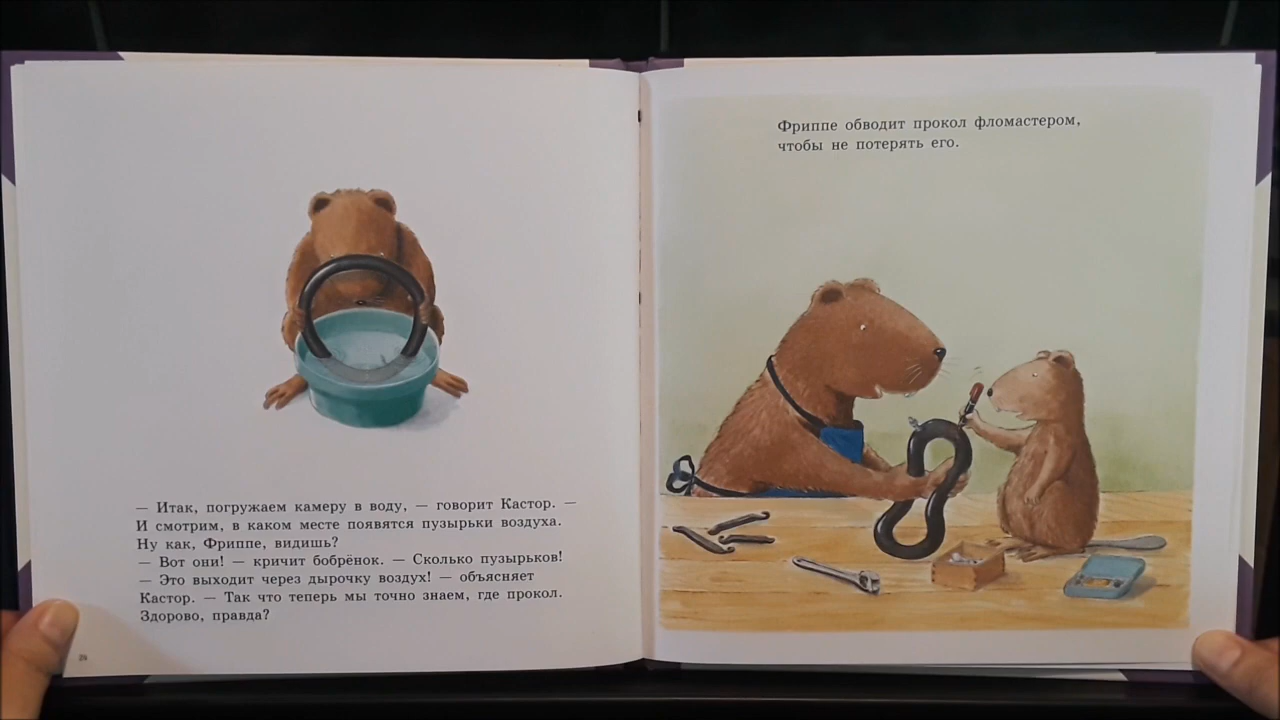 — Итак, погружаем камеру в воду, — говорит Кастор. —
И смотрим, в каком месте появятся пузырьки воздуха.
Ну как, Фриппе, видишь?
— Вот они! — кричит бобрёнок. — Сколько пузырьков!
— Это выходит через дырочку воздух! — объясняет
Кастор. — Так что теперь мы точно знаем, где прокол.
Здорово, правда?
Фриппе обводит прокол фломастером,
чтобы не потерять его.